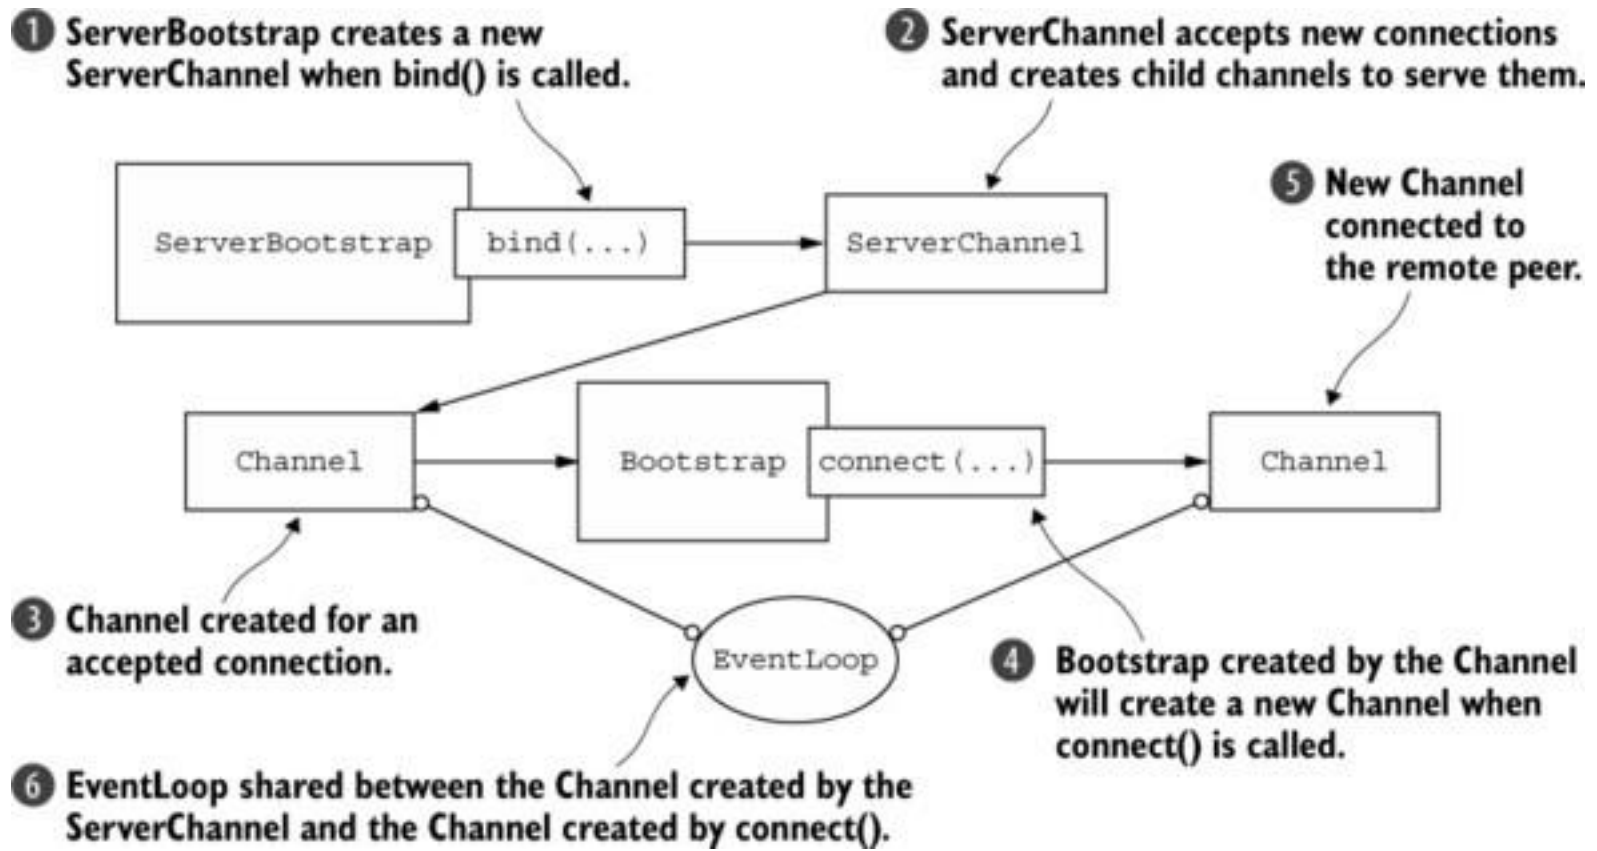 1 ServerBootstrap creates a new
ServerChannel when bind() is called.
2 ServerChannel accepts new connections
and creates child channels to serve them.
5 New Channel
connected to
the remote peer.
ServerBootstrap
bind(...)
ServerChannel
Channel
Bootstrap
connect(...)
Channel
3 Channel created for an
accepted connection.
EventLoop
4 Bootstrap created by the Channel
will create a new Channel when
connect() is called.
6 EventLoop shared between the Channel created by the
ServerChannel and the Channel created by connect().